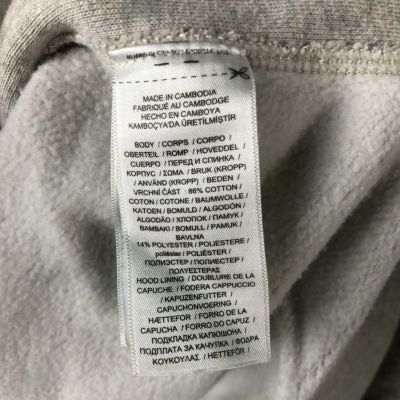 MADE IN CAMBODIA
FABRIQUÉ AU CAMBODGE
HECHO EN CAMBOYA
KAMBOÇYA'DA ÜRETİLMİŞTİR
BODY / CORPS / CORPO /
OBERTEIL / ROMP / HOVEDDEL /
CUERPO / ПЕРЕД И СПИНКА /
КОРПУС / ΣΩΜΑ / BRUK (KROPP)
/ ANVÄND (KROPP) / BEDEN /
VRCHNÍ ČÁST : 86% COTTON /
COTON / COTONE / BAUMWOLLE /
KATOEN / BOMULD / ALGODÓN /
ALGODÃO / ХЛОПОК / ПАМУК /
ΒΑΜΒΑΚΙ / BOMULL / PAMUK /
BAVLNA
14% POLYESTER / POLIESTERE /
poliéster / POLIÉSTER /
ПОЛИЭСТЕР / ПОЛИЕСТЕР /
ΠΟΛΥΕΣΤΕΡΑΣ
HOOD LINING / DOUBLURE DE LA
CAPUCHE / FODERA CAPPUCCIO
/ KAPUZENFUTTER /
CAPUCHONVOERING /
HÆTTEFOR / FORRO DE LA
CAPUCHA / FORRO DO CAPUZ /
ПОДКЛАДКА КАПЮШОНА /
ПОДПЛАТА ЗА КАЧУЛКА / ΦΟΔΡΑ
ΚΟΥΚΟΥΛΑΣ / HETTEFÔR /